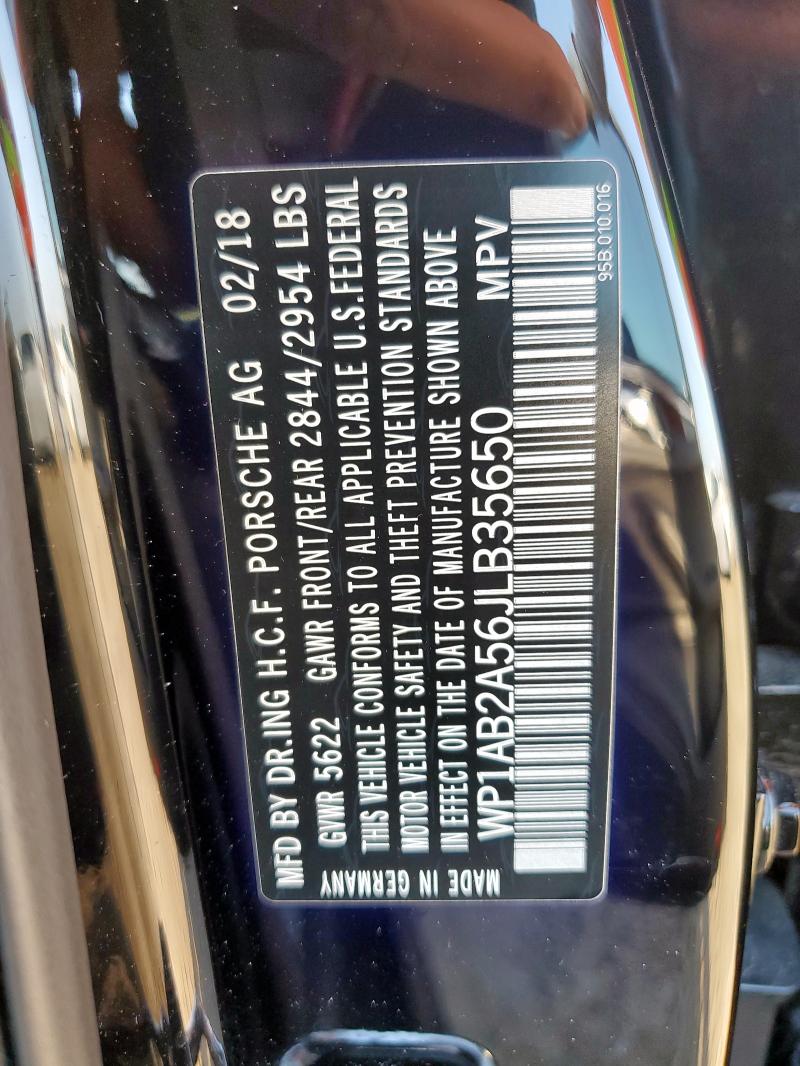 MFD BY DR.ING H.C.F. PORSCHE AG 02/18
GVWR 5622 GAWR FRONT/REAR 2844/2954 LBS
THIS VEHICLE CONFORMS TO ALL APPLICABLE U.S.FEDERAL
MOTOR VEHICLE SAFETY AND THEFT PREVENTION STANDARDS
IN EFFECT ON THE DATE OF MANUFACTURE SHOWN ABOVE
WP1AB2A56JLB35650 MPV
MADE IN GERMANY
95B.010.016